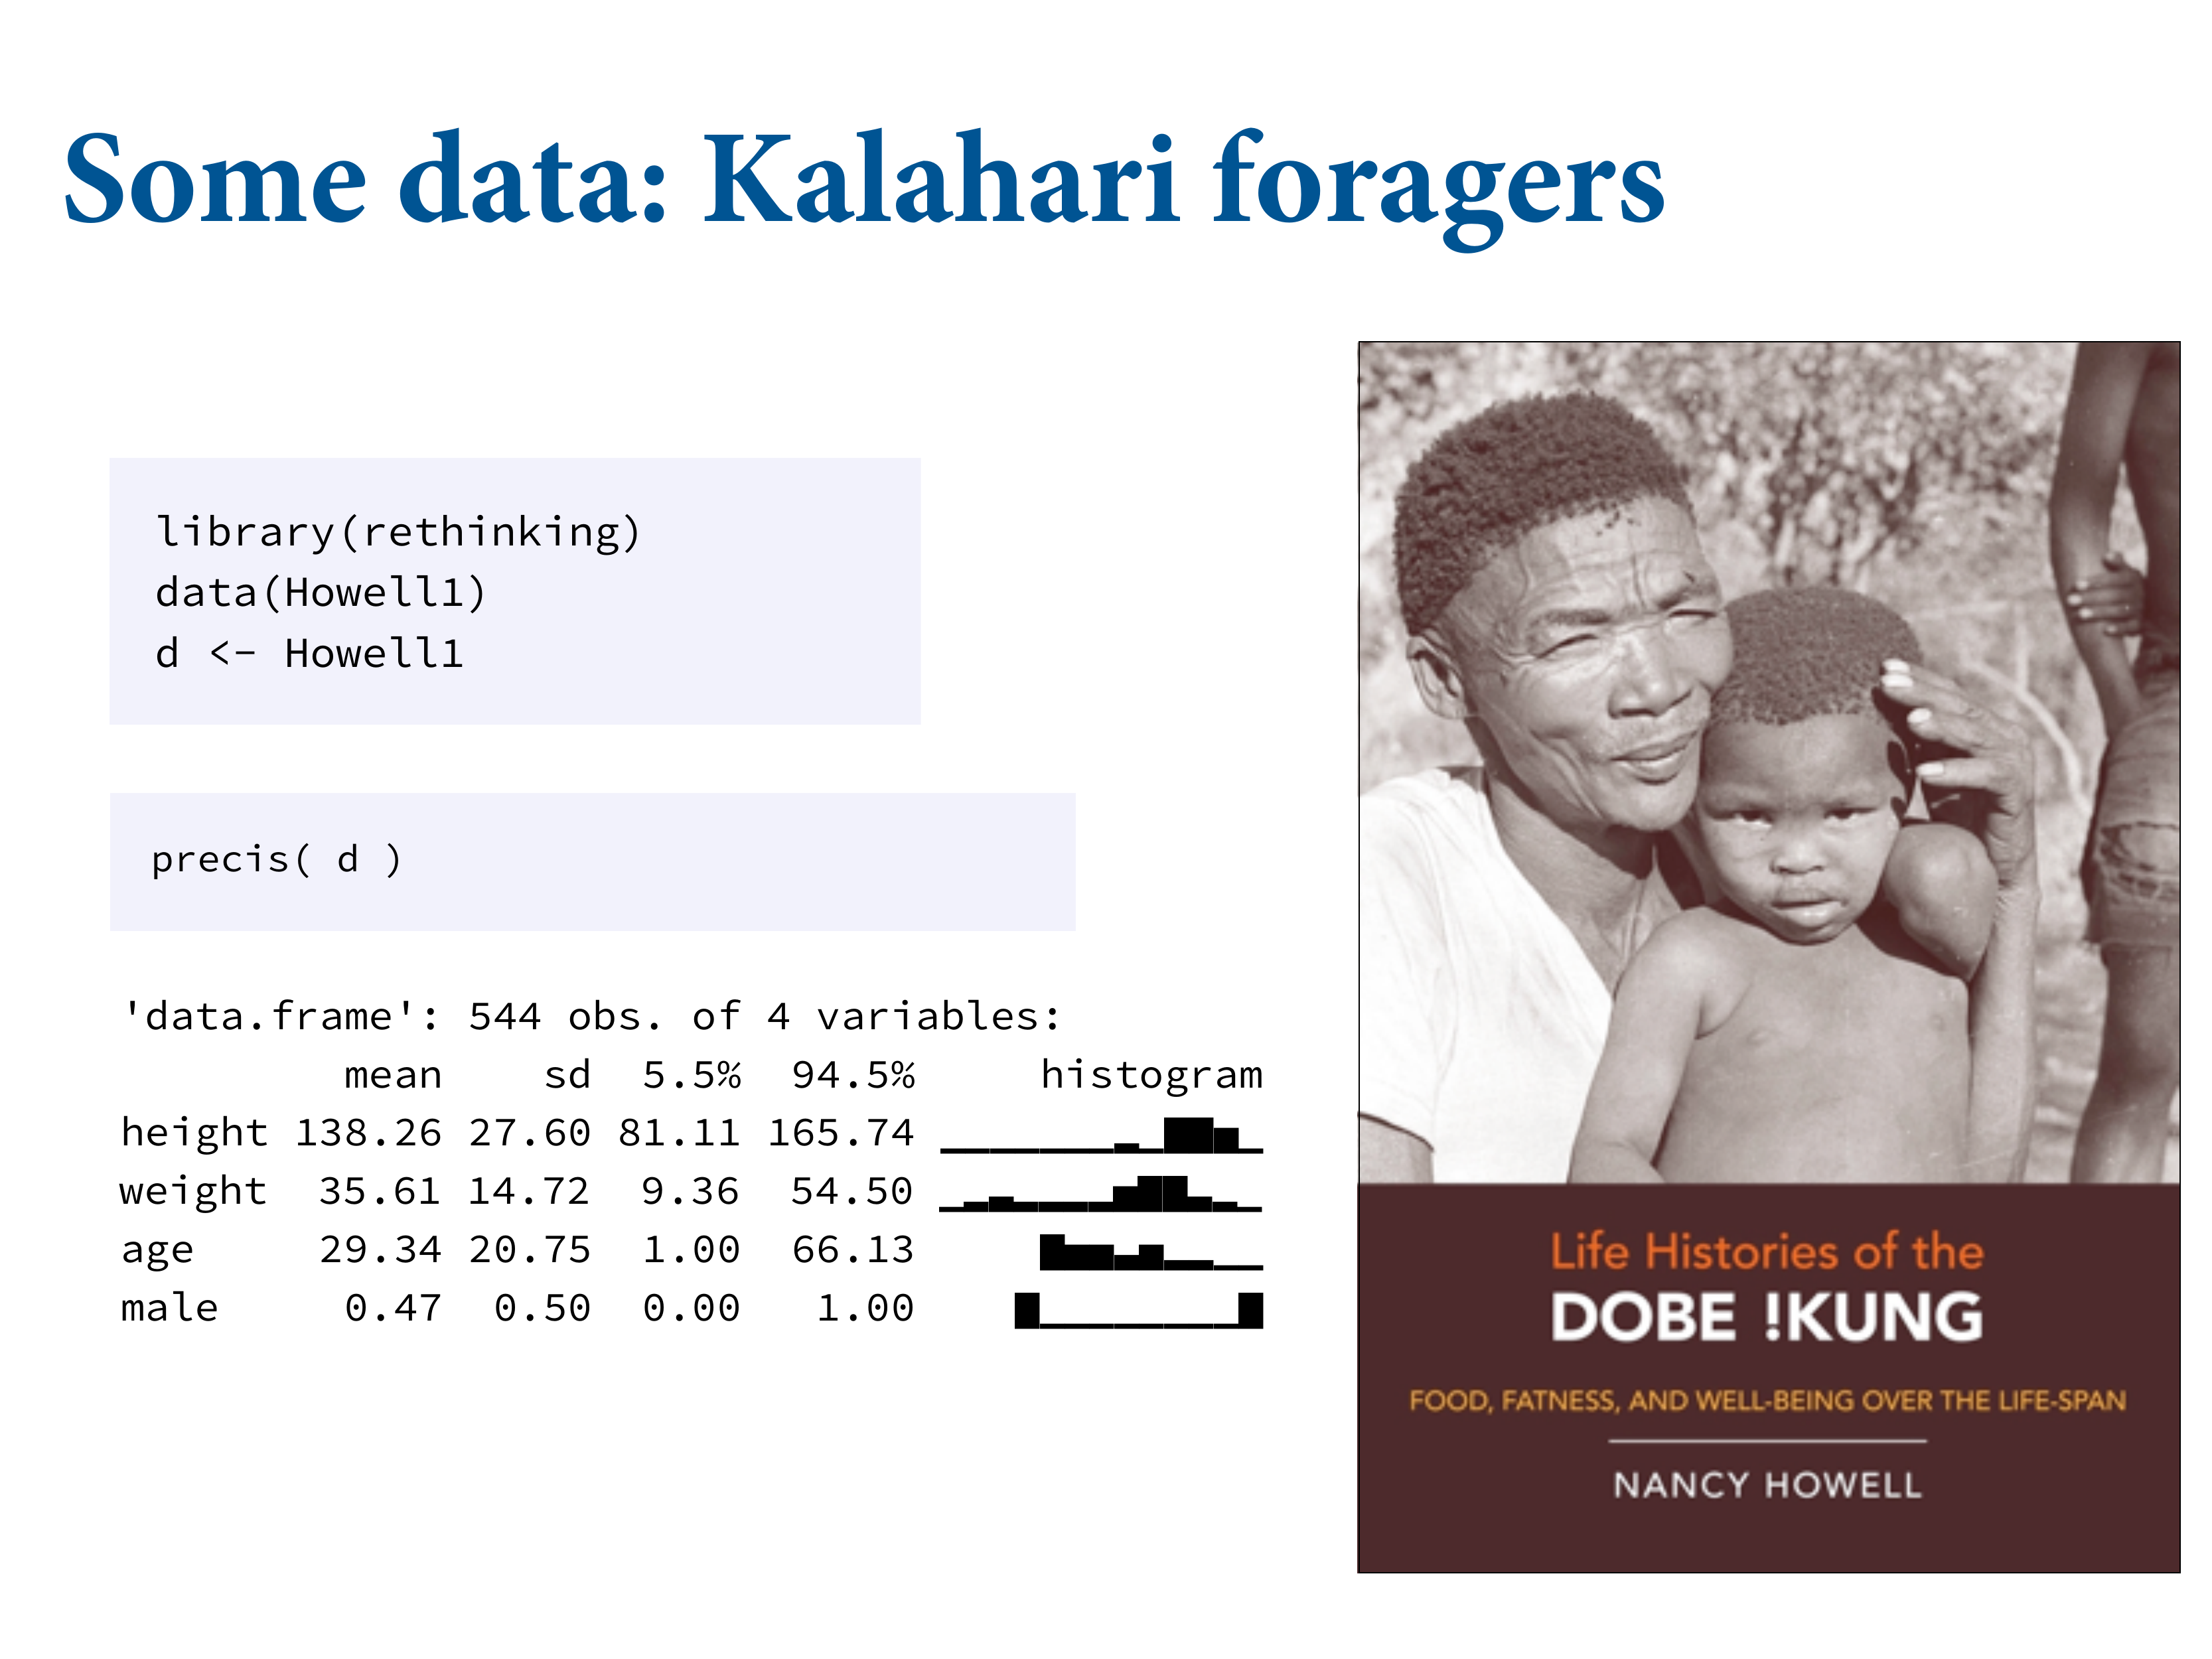 Some data: Kalahari foragers
library(rethinking)
data(Howell1)
d <- Howell1
precis( d )
'data.frame': 544 obs. of 4 variables:
mean sd 5.5% 94.5% histogram
height 138.26 27.60 81.11 165.74
weight 35.61 14.72 9.36 54.50
age 29.34 20.75 1.00 66.13
male 0.47 0.50 0.00 1.00
Life Histories of the
DOBE !KUNG
FOOD, FATNESS, AND WELL-BEING OVER THE LIFE-SPAN
NANCY HOWELL